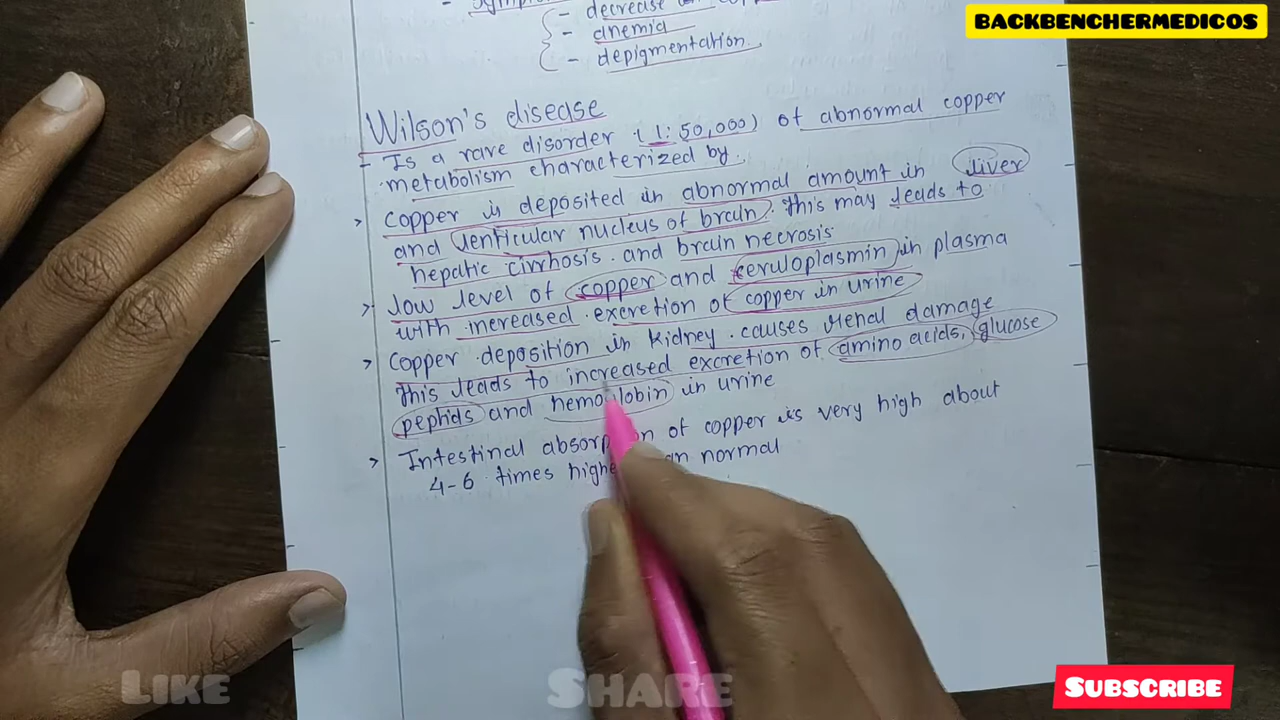 BACKBENCHERMEDICOS
- decrease in
- anemia
- depigmentation.
Wilson's disease
- Is a rare disorder (1:50,000) of abnormal copper
metabolism characterized by.
> Copper is deposited in abnormal amount in liver
and lenticular nucleus of brain. This may leads to
hepatic cirrhosis. and brain necrosis
> low level of copper and ceruloplasmin in plasma
with increased excretion of copper in urine
> Copper deposition in kidney causes renal damage
This leads to increased excretion of amino acids, glucose
peptids and hemoglobin in urine
> Intestinal absorption of copper is very high about
4-6 times normal
LIKE
SHARE
SUBSCRIBE